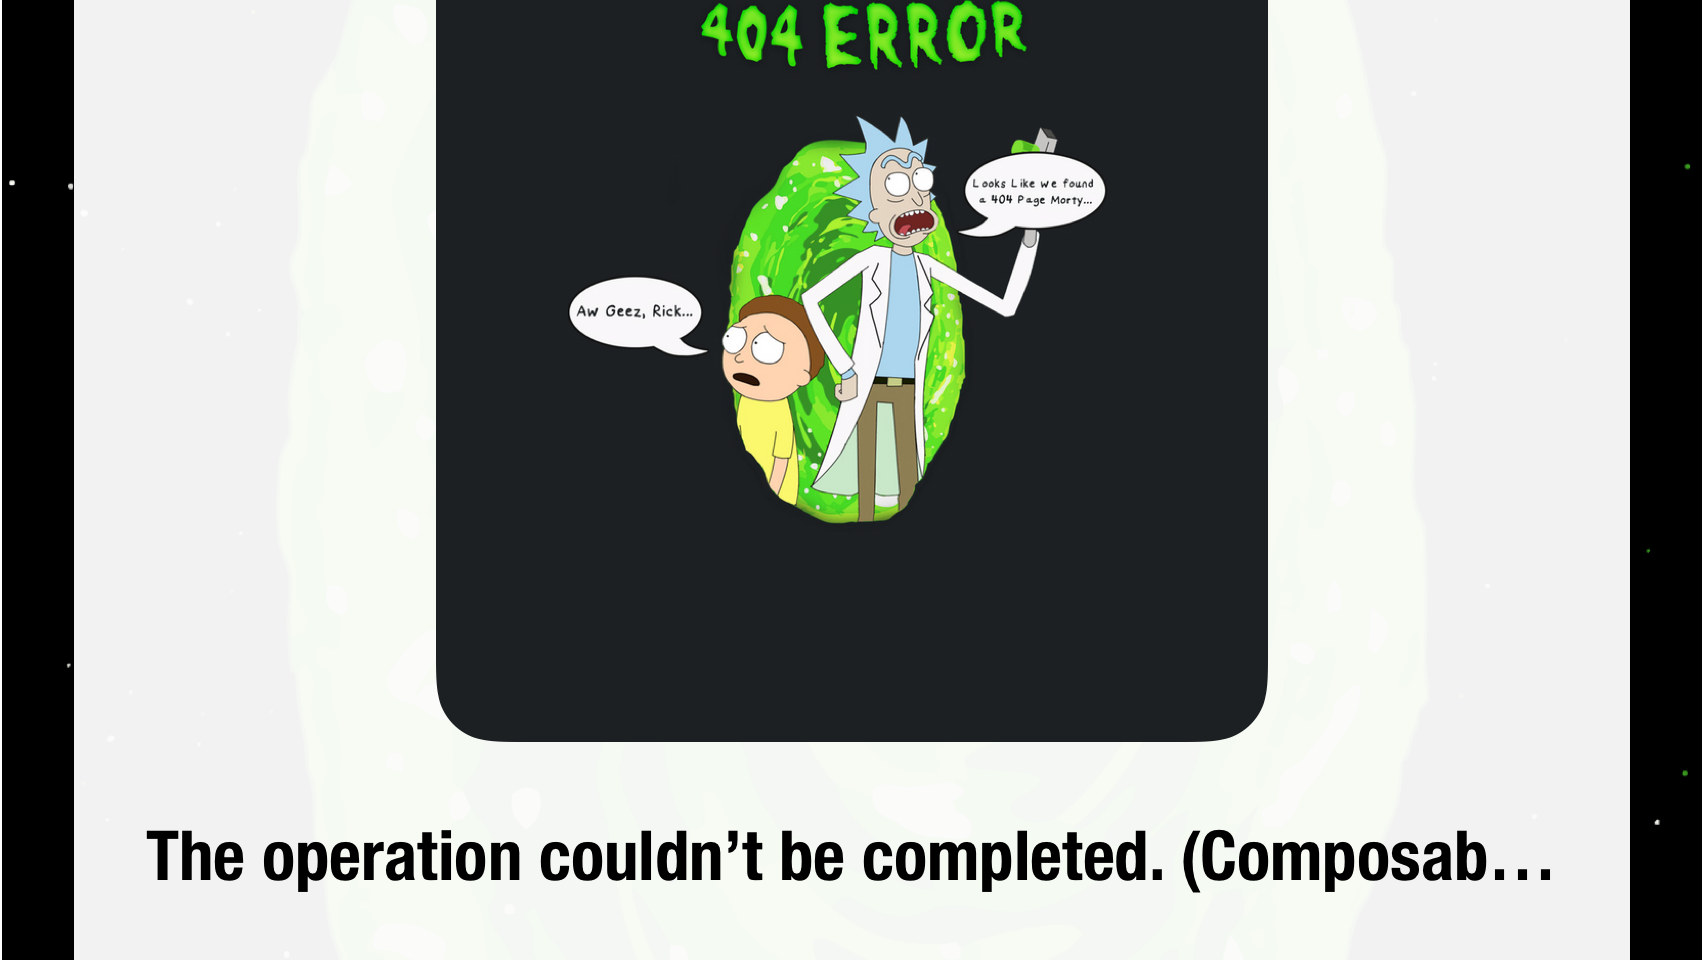 404 ERROR
Looks Like we found
a 404 Page Morty...
Aw Geez, Rick...
The operation couldn’t be completed. (Composab…